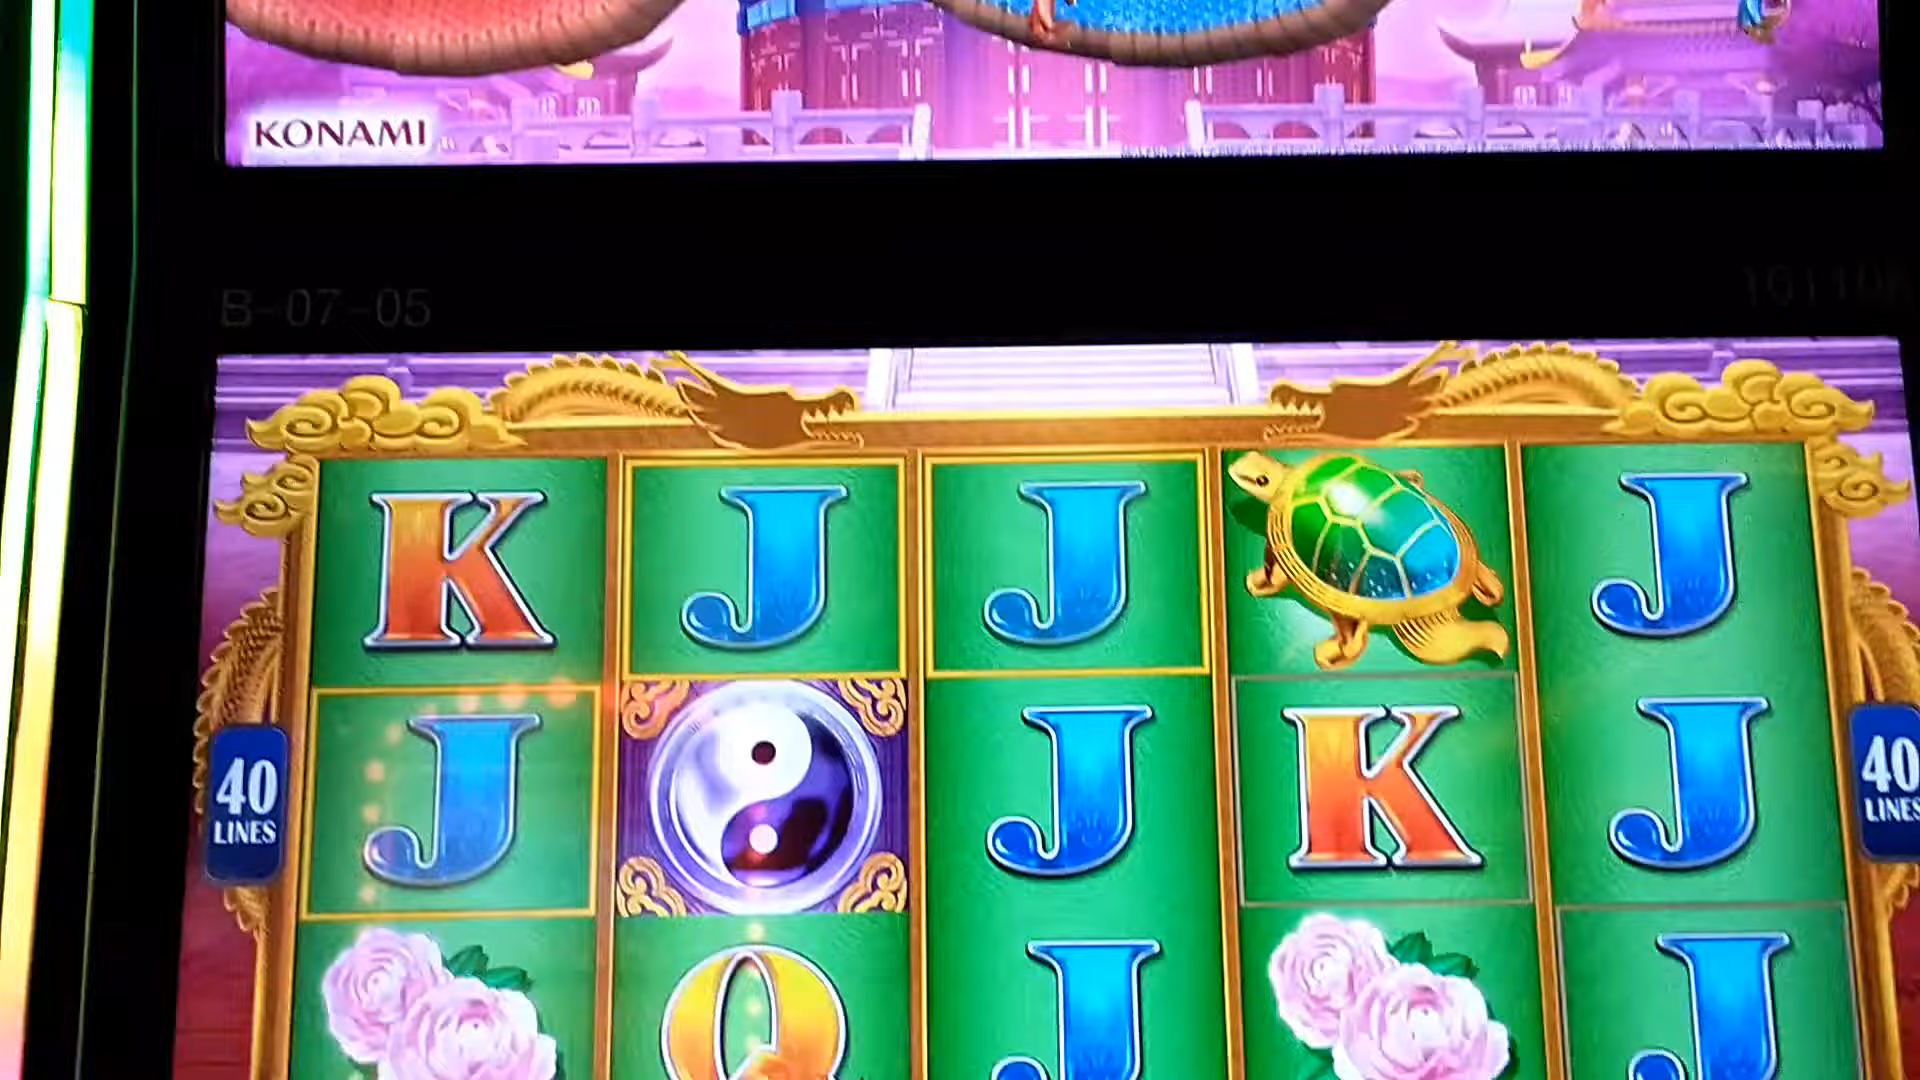 KONAMI
B-07-05
K J J J
40 LINES
J J K J
40 LINES
Q J J